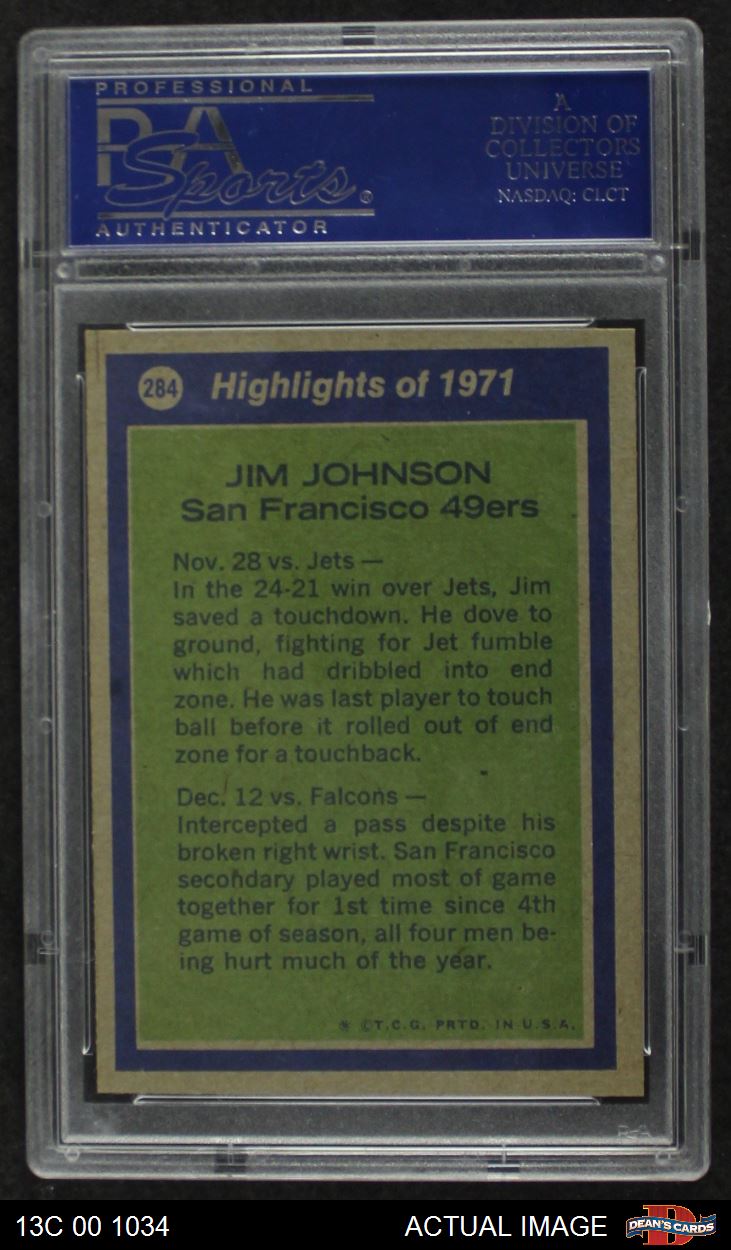 PROFESSIONAL
PSA
Sports®
AUTHENTICATOR
A
DIVISION OF
COLLECTORS
UNIVERSE
NASDAQ: CLCT
284 Highlights of 1971
JIM JOHNSON
San Francisco 49ers
Nov. 28 vs. Jets —
In the 24-21 win over Jets, Jim
saved a touchdown. He dove to
ground, fighting for Jet fumble
which had dribbled into end
zone. He was last player to touch
ball before it rolled out of end
zone for a touchback.
Dec. 12 vs. Falcons —
Intercepted a pass despite his
broken right wrist. San Francisco
secondary played most of game
together for 1st time since 4th
game of season, all four men be-
ing hurt much of the year.
* ©T.C.G. PRTD. IN U.S.A.
PSA
13C 00 1034 ACTUAL IMAGE DEAN'S CARDS